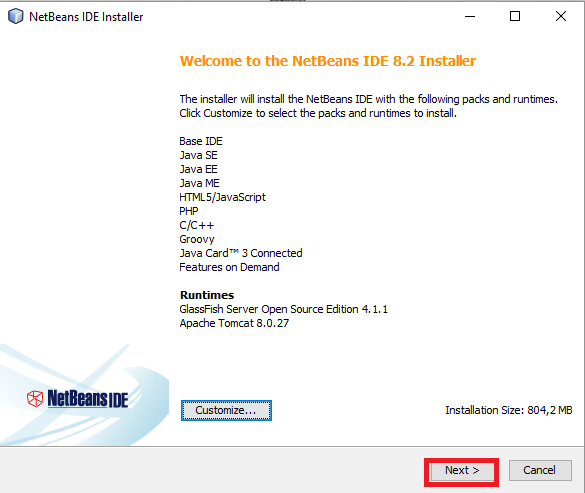 NetBeans IDE Installer
Welcome to the NetBeans IDE 8.2 Installer
The installer will install the NetBeans IDE with the following packs and runtimes.
Click Customize to select the packs and runtimes to install.
Base IDE
Java SE
Java EE
Java ME
HTML5/JavaScript
PHP
C/C++
Groovy
Java Card™ 3 Connected
Features on Demand
Runtimes
GlassFish Server Open Source Edition 4.1.1
Apache Tomcat 8.0.27
NetBeans IDE
Customize...
Installation Size: 804,2 MB
Next >
Cancel